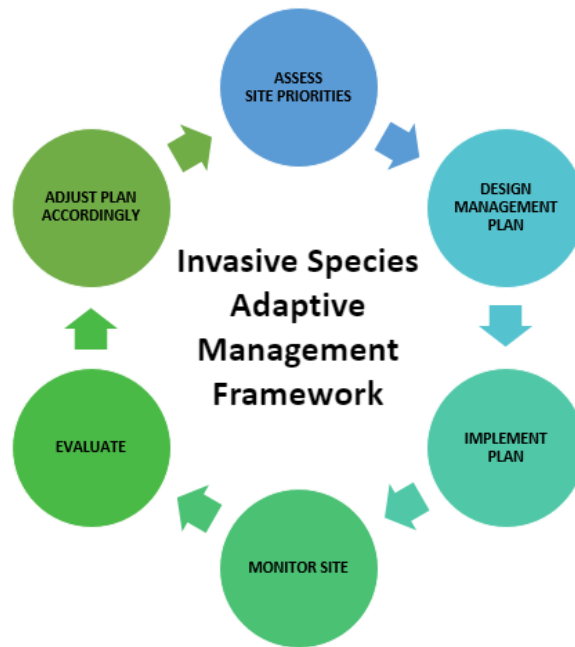 ASSESS
SITE PRIORITIES
DESIGN
MANAGEMENT
PLAN
IMPLEMENT
PLAN
MONITOR SITE
EVALUATE
ADJUST PLAN
ACCORDINGLY
Invasive Species
Adaptive
Management
Framework